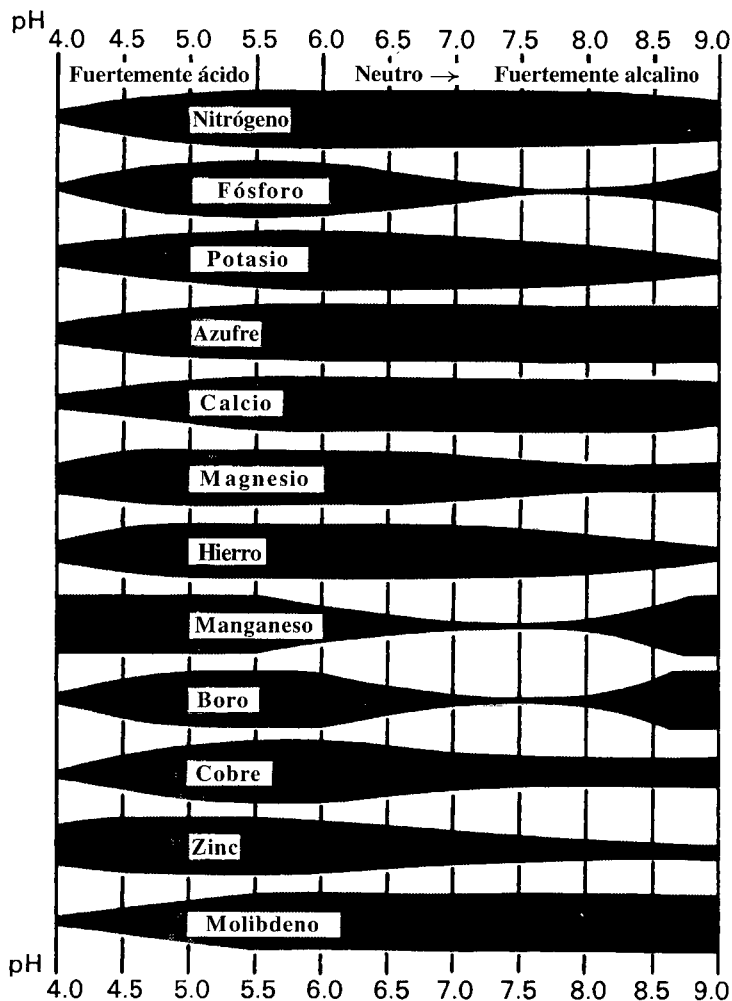 pH
4.0 4.5 5.0 5.5 6.0 6.5 7.0 7.5 8.0 8.5 9.0
Fuertemente ácido Neutro → Fuertemente alcalino
Nitrógeno
Fósforo
Potasio
Azufre
Calcio
Magnesio
Hierro
Manganeso
Boro
Cobre
Zinc
Molibdeno
pH
4.0 4.5 5.0 5.5 6.0 6.5 7.0 7.5 8.0 8.5 9.0